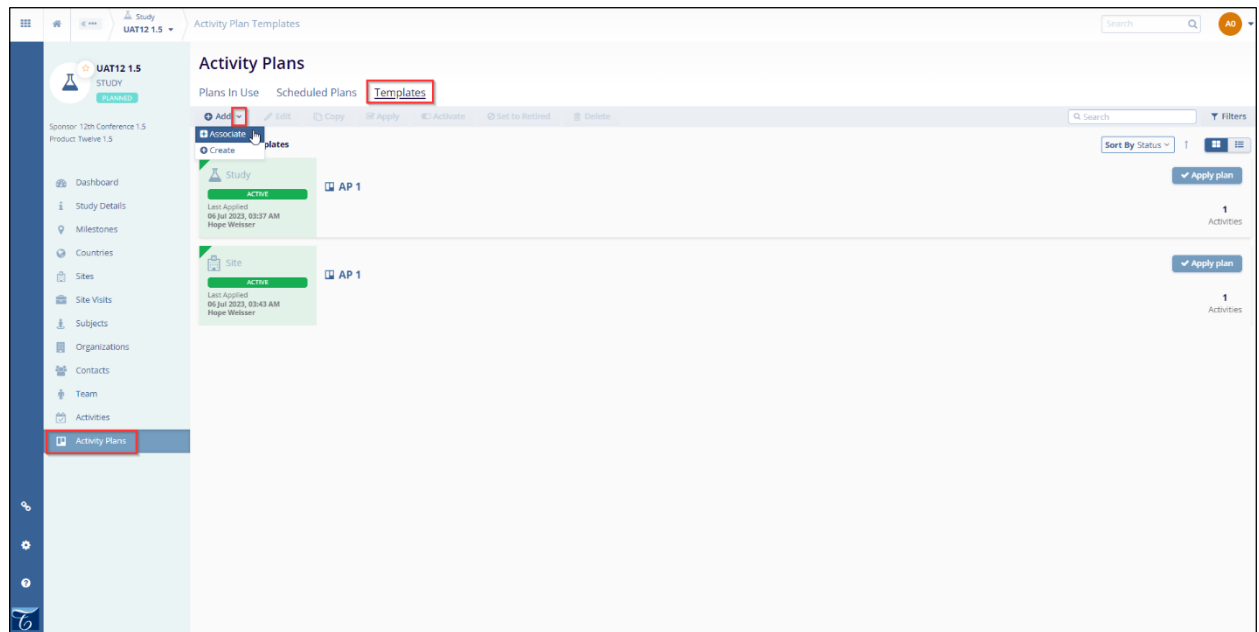 Study
UAT12 1.5
Activity Plan Templates
Search
AO
UAT12 1.5
STUDY
PLANNED
Sponsor 12th Conference 1.5
Product Twelve 1.5
Dashboard
Study Details
Milestones
Countries
Sites
Site Visits
Subjects
Organizations
Contacts
Team
Activities
Activity Plans
Activity Plans
Plans In Use Scheduled Plans Templates
Add Edit Copy Apply Activate Set to Retired Delete
Search
Filters
Associate
Create
plates
Sort By Status
Study
ACTIVE
Last Applied
06 Jul 2023, 03:37 AM
Hope Weisser
AP 1
Apply plan
1
Activities
Site
ACTIVE
Last Applied
06 Jul 2023, 03:43 AM
Hope Weisser
AP 1
Apply plan
1
Activities